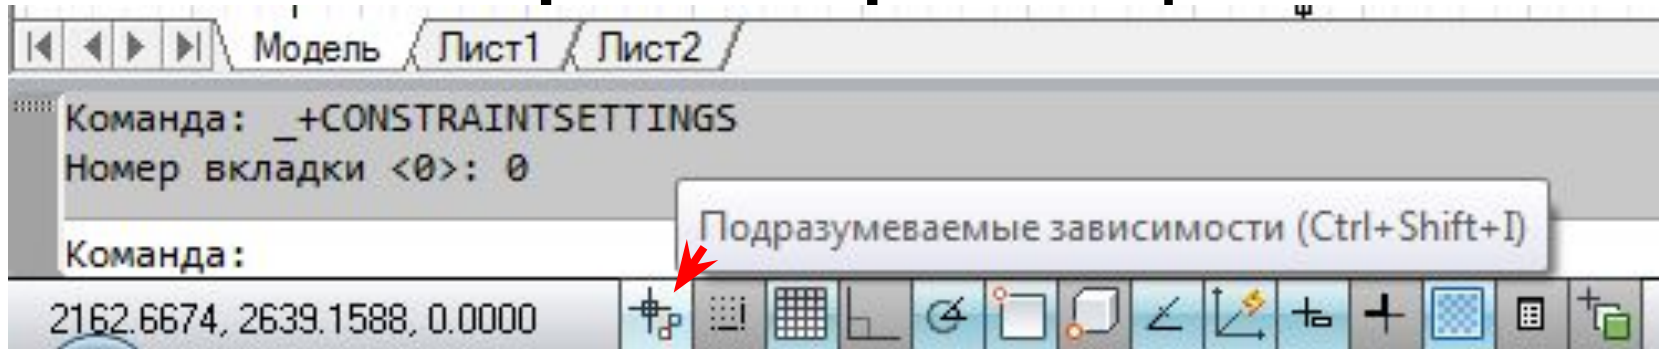 Модель Лист1 Лист2
Команда: _+CONSTRAINTSETTINGS
Номер вкладки <0>: 0
Подразумеваемые зависимости (Ctrl+Shift+I)
Команда:
2162.6674, 2639.1588, 0.0000